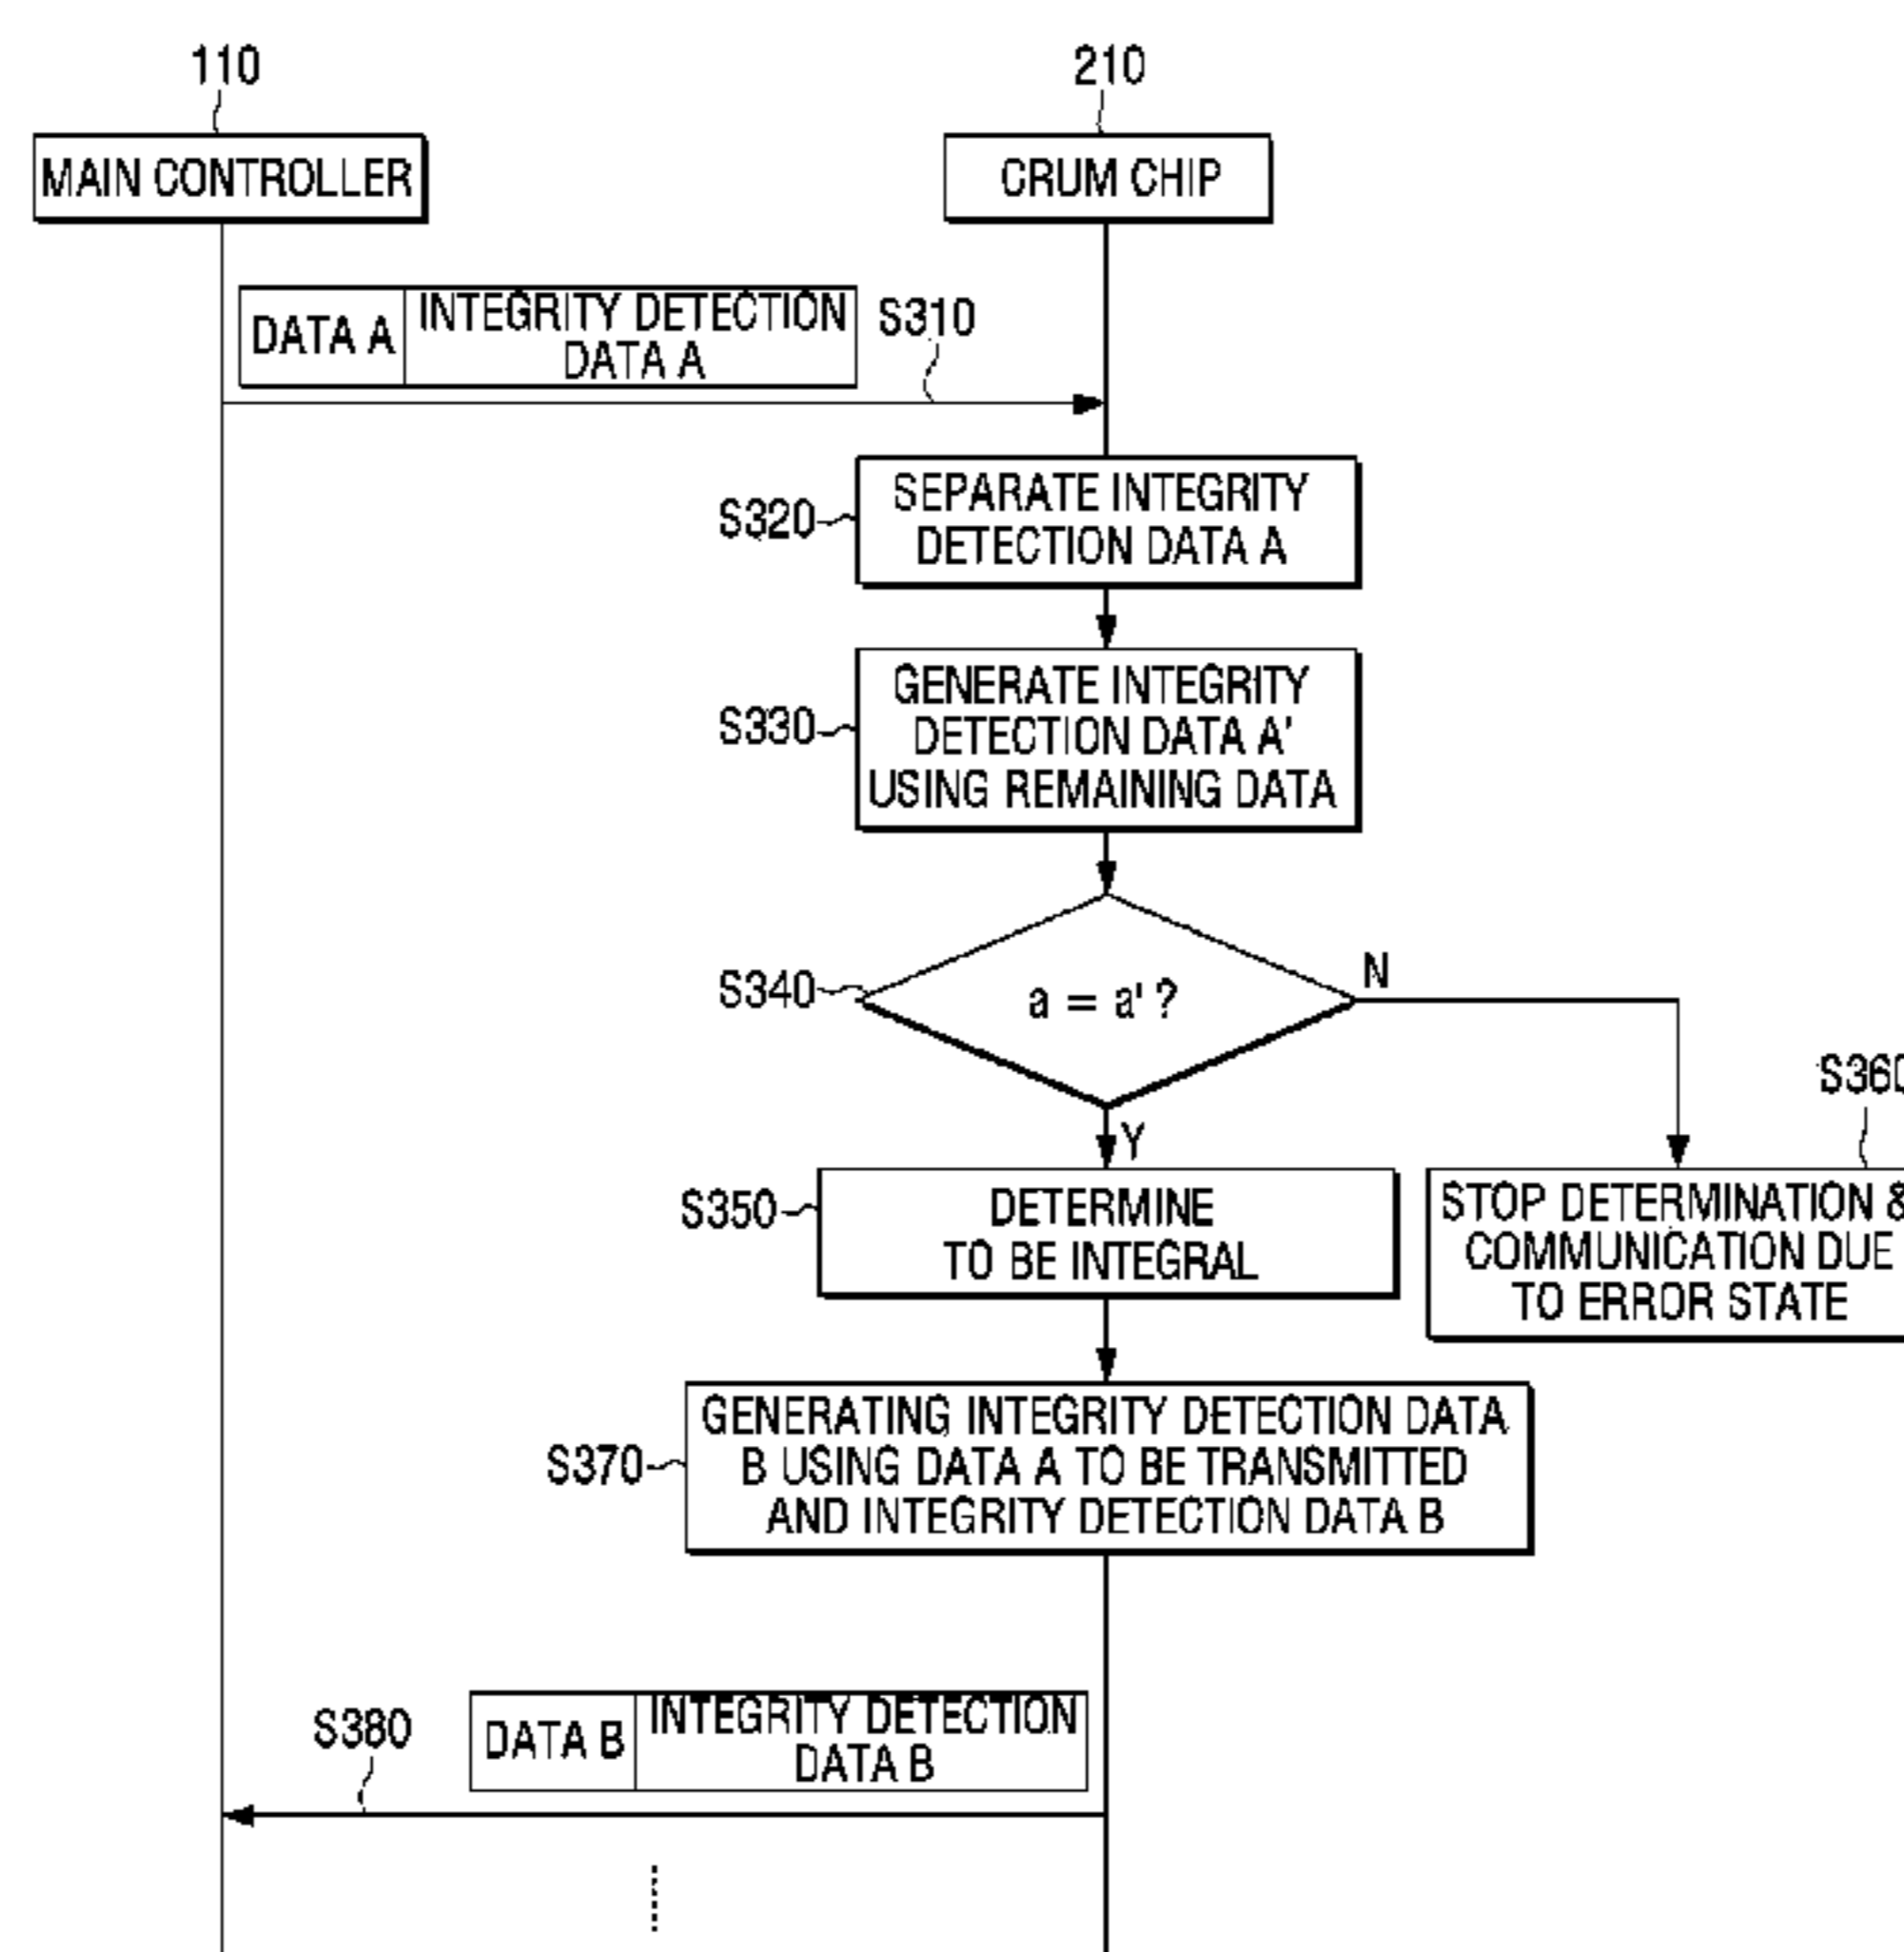 110
210
MAIN CONTROLLER
CRUM CHIP
DATA A
INTEGRITY DETECTION
DATA A
S310
S320
SEPARATE INTEGRITY
DETECTION DATA A
S330
GENERATE INTEGRITY
DETECTION DATA A'
USING REMAINING DATA
S340
a = a' ?
N
Y
S360
S350
DETERMINE
TO BE INTEGRAL
STOP DETERMINATION &
COMMUNICATION DUE
TO ERROR STATE
S370
GENERATING INTEGRITY DETECTION DATA
B USING DATA A TO BE TRANSMITTED
AND INTEGRITY DETECTION DATA B
S380
DATA B
INTEGRITY DETECTION
DATA B